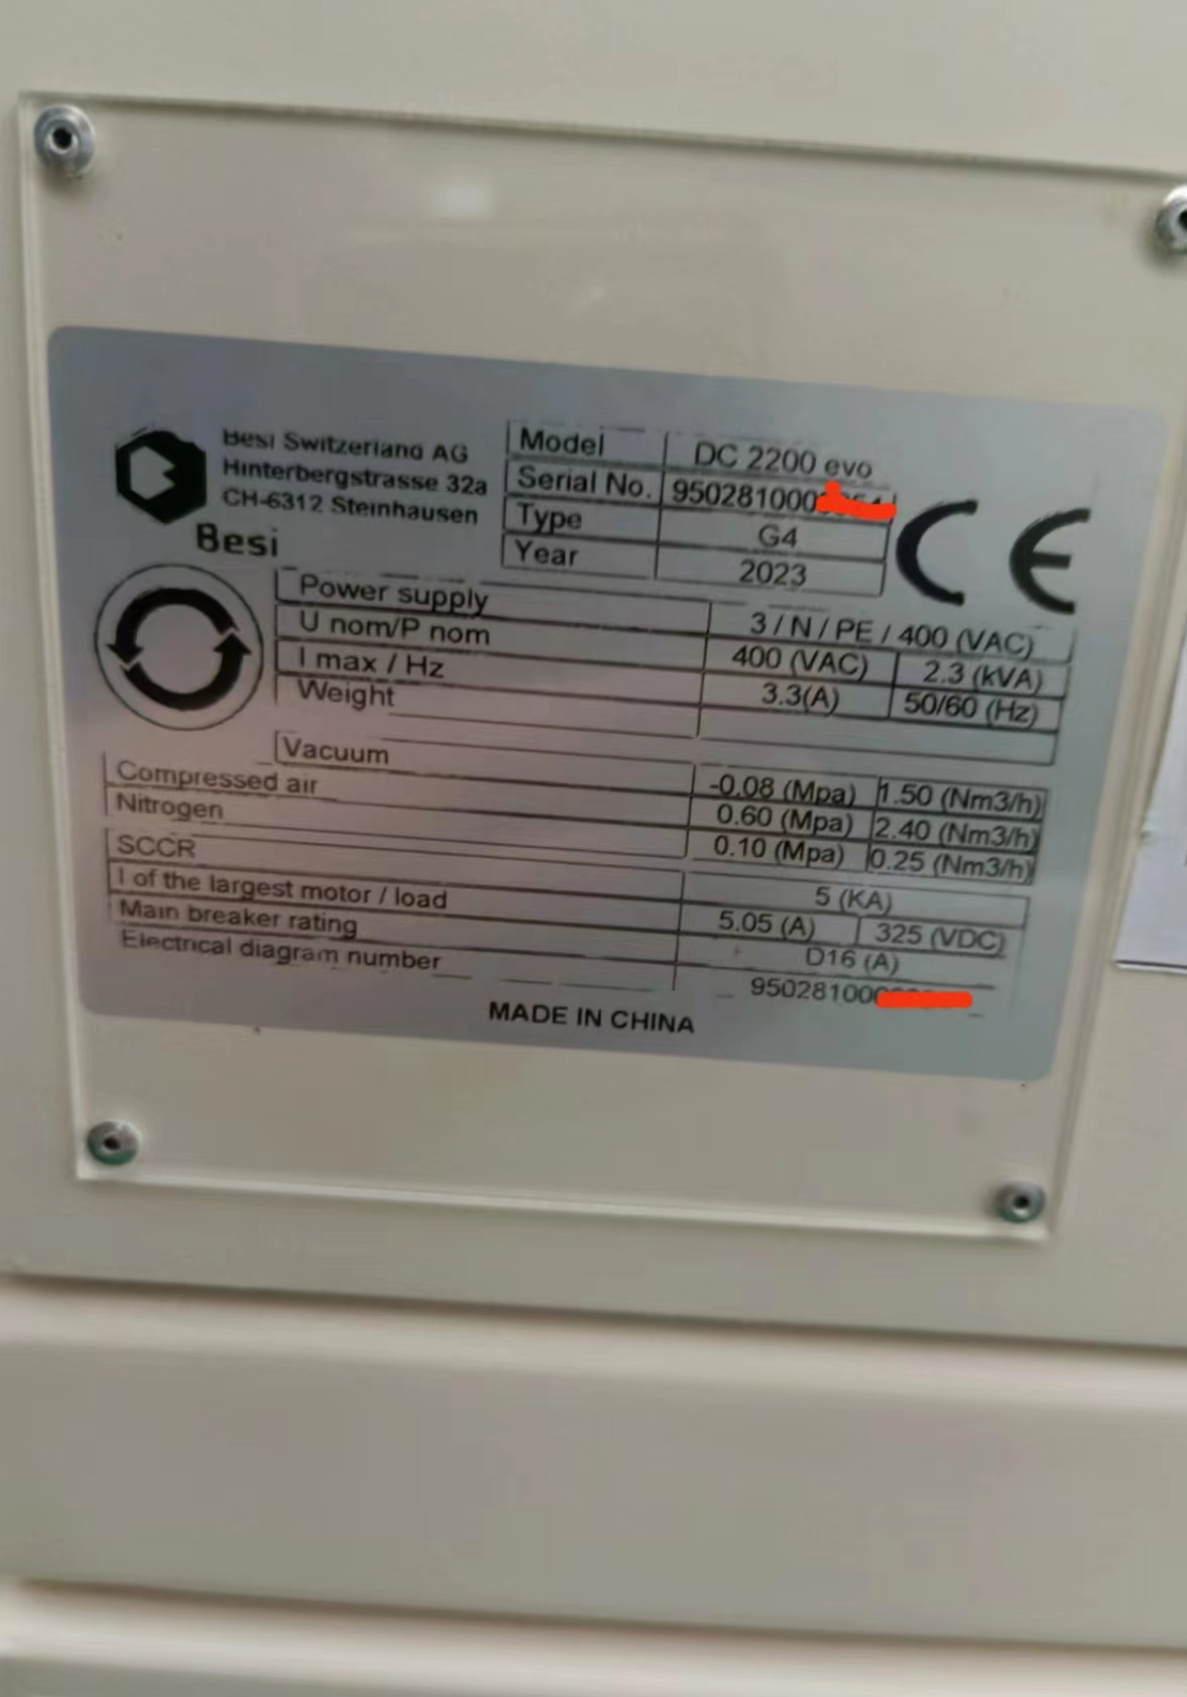 Besi Switzerland AG
Hinterbergstrasse 32a
CH-6312 Steinhausen
Besi
Model DC 2200 evo
Serial No. 950281000
Type G4
Year 2023
CE
Power supply 3 / N / PE / 400 (VAC)
U nom/P nom 400 (VAC) 2.3 (kVA)
I max / Hz 3.3(A) 50/60 (Hz)
Weight
Vacuum -0.08 (Mpa) 1.50 (Nm3/h)
Compressed air 0.60 (Mpa) 2.40 (Nm3/h)
Nitrogen 0.10 (Mpa) 0.25 (Nm3/h)
SCCR 5 (KA)
I of the largest motor / load 5.05 (A) 325 (VDC)
Main breaker rating D16 (A)
Electrical diagram number 95028100
MADE IN CHINA